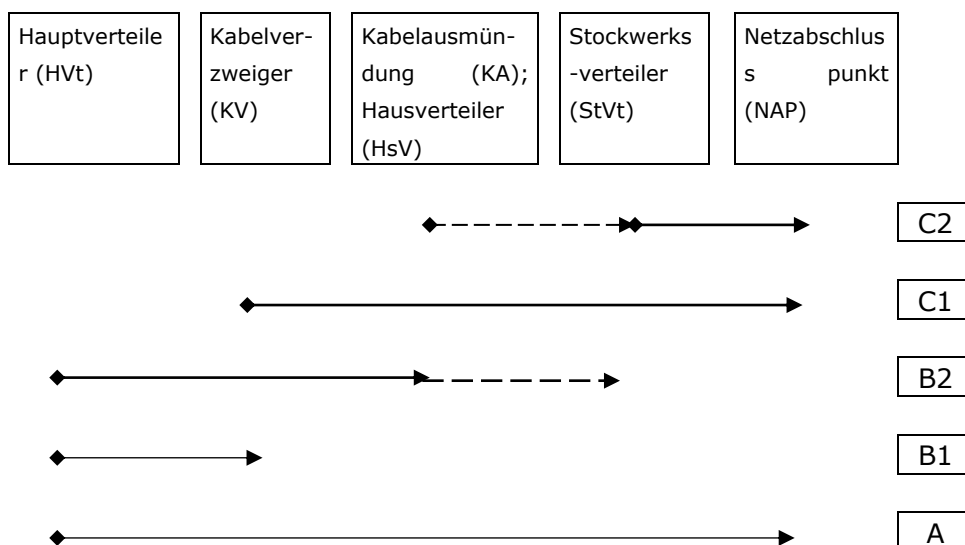 Hauptverteile
r (HVt)
Kabelver-
zweiger
(KV)
Kabelausmün-
dung (KA);
Hausverteiler
(HsV)
Stockwerks
-verteiler
(StVt)
Netzabschlus
s punkt
(NAP)
C2
C1
B2
B1
A